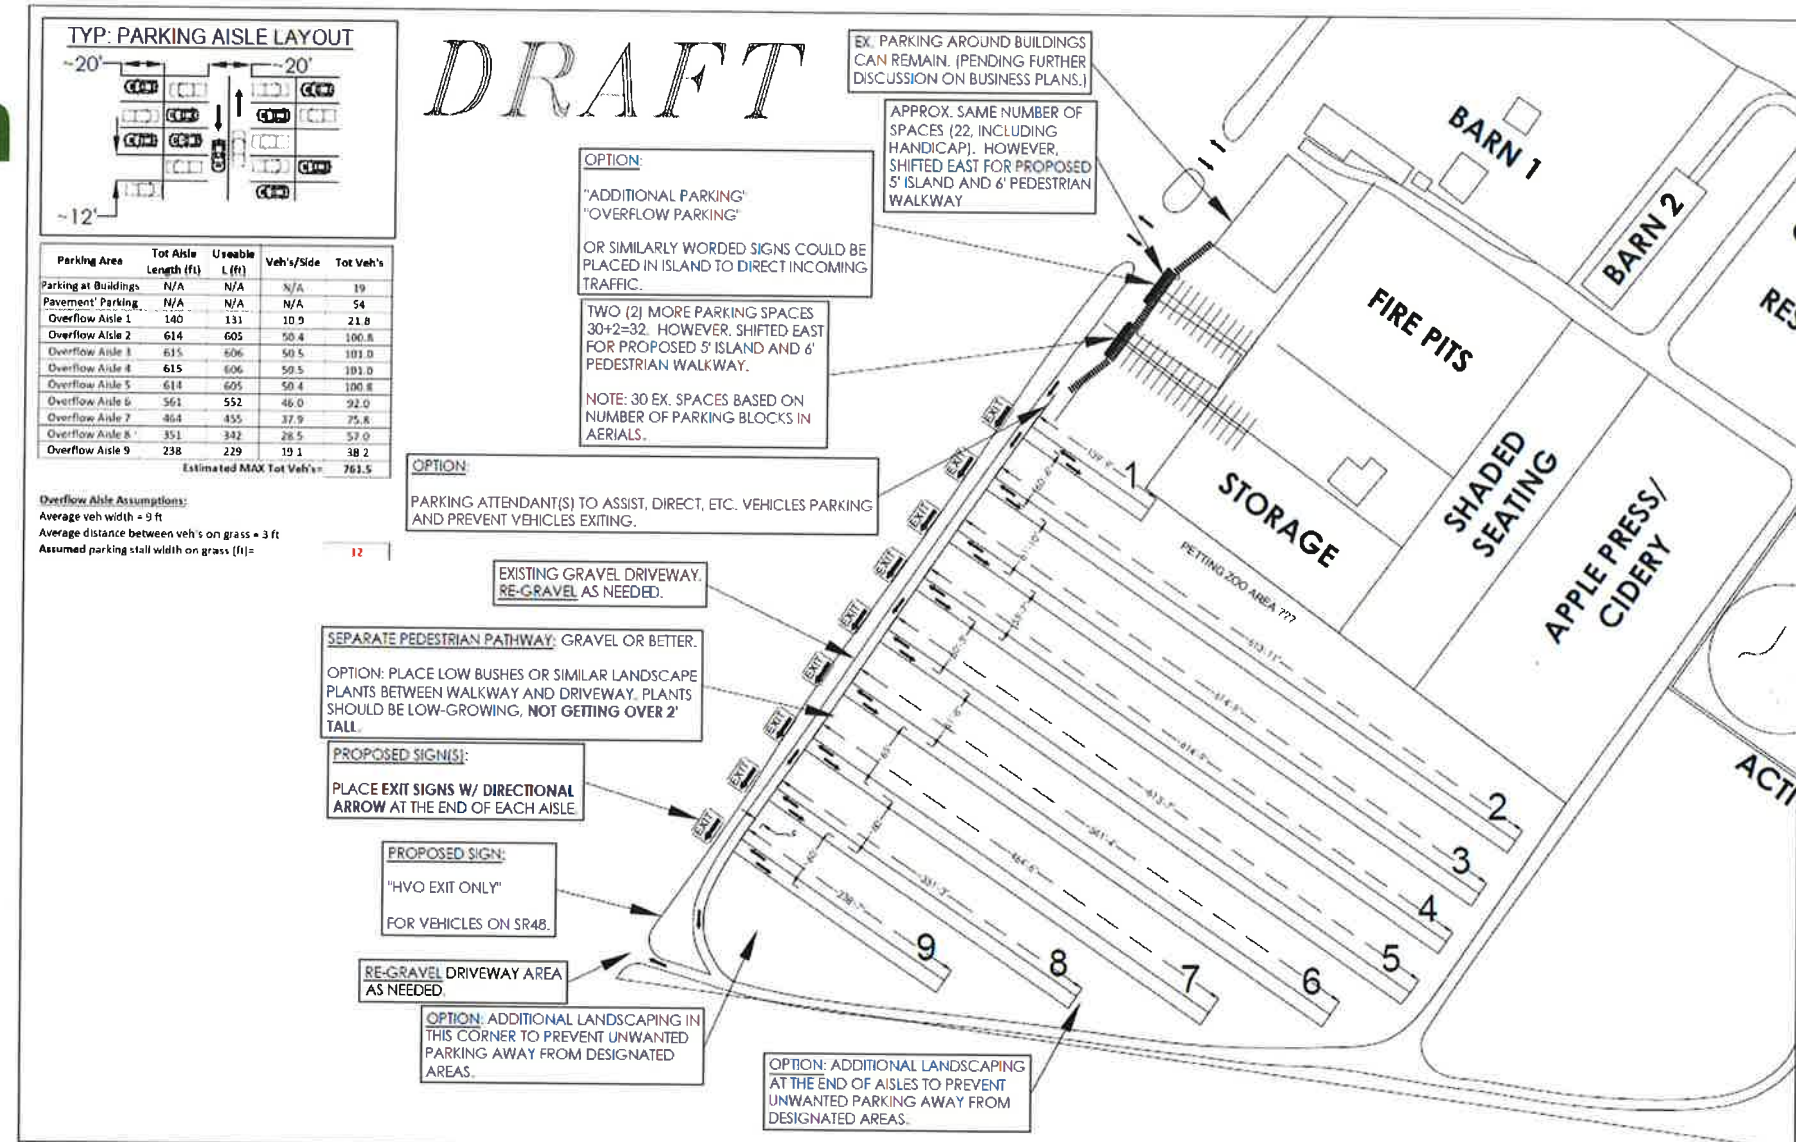 TYP: PARKING AISLE LAYOUT
~20'
~20'
~12'
DRAFT
Parking Area Tot Aisle Length (ft) Useable L (ft) Veh's/Side Tot Veh's
Parking at Buildings N/A N/A N/A 19
Pavement' Parking N/A N/A N/A 54
Overflow Aisle 1 140 131 10.9 21.8
Overflow Aisle 2 614 605 50.4 100.8
Overflow Aisle 3 615 606 50.5 101.0
Overflow Aisle 4 615 606 50.5 101.0
Overflow Aisle 5 614 605 50.4 100.8
Overflow Aisle 6 561 552 46.0 92.0
Overflow Aisle 7 464 455 37.9 75.8
Overflow Aisle 8 351 342 28.5 57.0
Overflow Aisle 9 238 229 19.1 38.2
Estimated MAX Tot Veh's= 761.5
Overflow Aisle Assumptions:
Average veh width = 9 ft
Average distance between veh's on grass = 3 ft
Assumed parking stall width on grass (ft)= 12
EX. PARKING AROUND BUILDINGS
CAN REMAIN. (PENDING FURTHER
DISCUSSION ON BUSINESS PLANS.)
APPROX. SAME NUMBER OF
SPACES (22, INCLUDING
HANDICAP). HOWEVER,
SHIFTED EAST FOR PROPOSED
5' ISLAND AND 6' PEDESTRIAN
WALKWAY
OPTION:
"ADDITIONAL PARKING"
"OVERFLOW PARKING"
OR SIMILARLY WORDED SIGNS COULD BE
PLACED IN ISLAND TO DIRECT INCOMING
TRAFFIC.
TWO (2) MORE PARKING SPACES
30+2=32. HOWEVER, SHIFTED EAST
FOR PROPOSED 5' ISLAND AND 6'
PEDESTRIAN WALKWAY.
NOTE: 30 EX. SPACES BASED ON
NUMBER OF PARKING BLOCKS IN
AERIALS.
OPTION:
PARKING ATTENDANT(S) TO ASSIST, DIRECT, ETC. VEHICLES PARKING
AND PREVENT VEHICLES EXITING.
EXISTING GRAVEL DRIVEWAY.
RE-GRAVEL AS NEEDED.
SEPARATE PEDESTRIAN PATHWAY: GRAVEL OR BETTER.
OPTION: PLACE LOW BUSHES OR SIMILAR LANDSCAPE
PLANTS BETWEEN WALKWAY AND DRIVEWAY. PLANTS
SHOULD BE LOW-GROWING, NOT GETTING OVER 2'
TALL.
PROPOSED SIGN(S):
PLACE EXIT SIGNS W/ DIRECTIONAL
ARROW AT THE END OF EACH AISLE.
PROPOSED SIGN:
"HVO EXIT ONLY"
FOR VEHICLES ON SR48.
RE-GRAVEL DRIVEWAY AREA
AS NEEDED.
OPTION: ADDITIONAL LANDSCAPING IN
THIS CORNER TO PREVENT UNWANTED
PARKING AWAY FROM DESIGNATED
AREAS.
OPTION: ADDITIONAL LANDSCAPING
AT THE END OF AISLES TO PREVENT
UNWANTED PARKING AWAY FROM
DESIGNATED AREAS.
EXIT
EXIT
EXIT
EXIT
EXIT
EXIT
EXIT
EXIT
EXIT
BARN 1
BARN 2
FIRE PITS
STORAGE
SHADED
SEATING
APPLE PRESS/
CIDERY
PETTING ZOO AREA ???
RES
ACTI
613'-11"
464'-6"
351'-3"
238'-7"
561'-4"
1
2
3
4
5
6
7
8
9